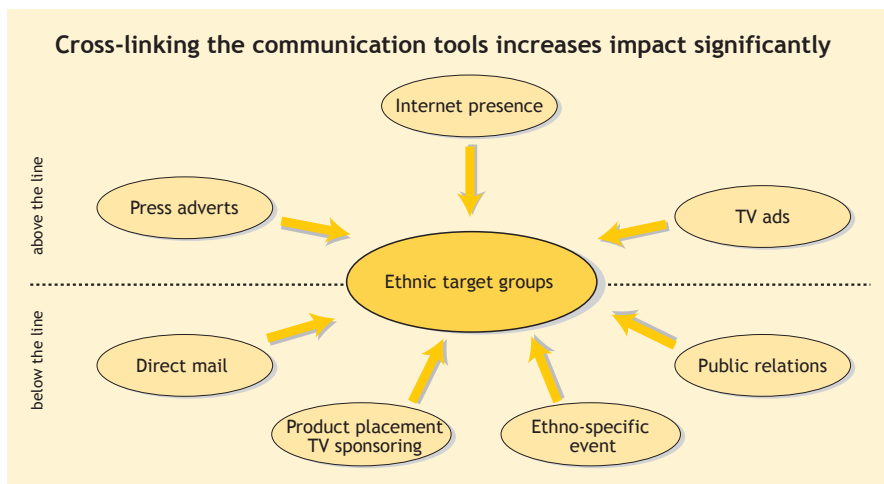 Cross-linking the communication tools increases impact significantly
Internet presence
above the line
Press adverts
TV ads
Ethnic target groups
below the line
Direct mail
Public relations
Product placement
TV sponsoring
Ethno-specific
event